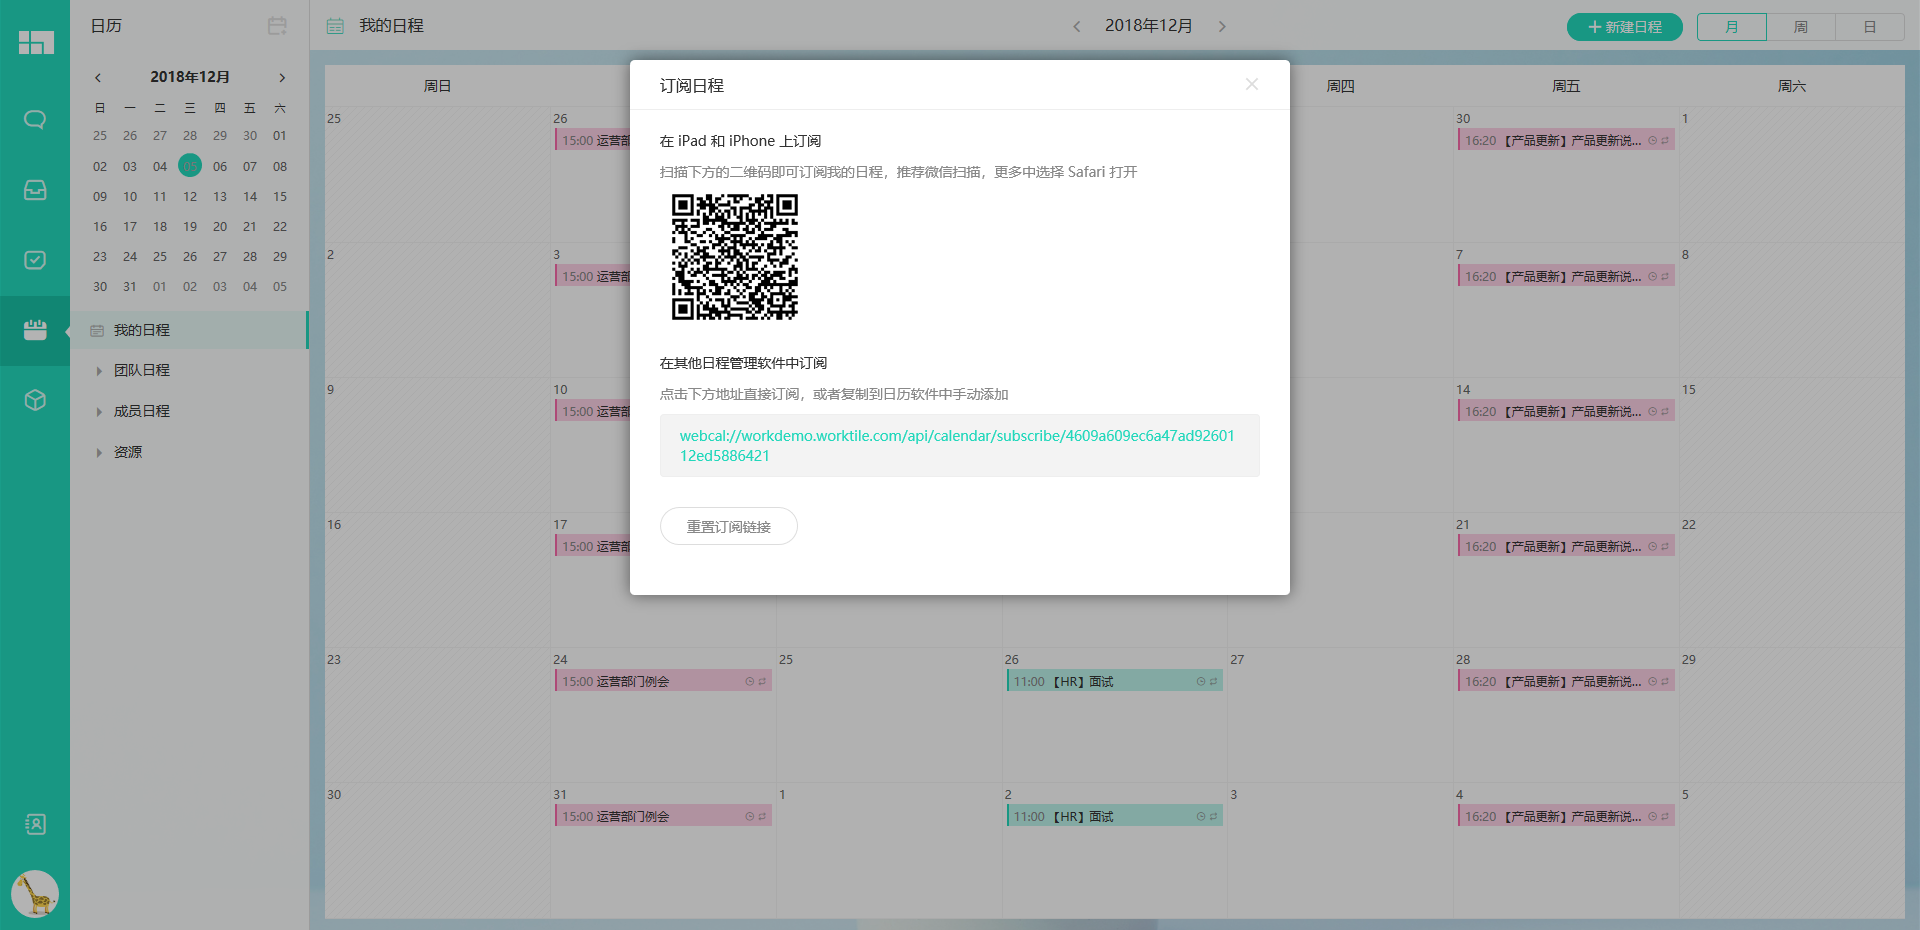 日历
2018年12月
日 一 二 三 四 五 六
25 26 27 28 29 30 01
02 03 04 05 06 07 08
09 10 11 12 13 14 15
16 17 18 19 20 21 22
23 24 25 26 27 28 29
30 31 01 02 03 04 05
我的日程
团队日程
成员日程
资源
我的日程
2018年12月
新建日程
月 周 日
周日 周四 周五 周六
25 26 30 1
15:00 运营部 16:20 【产品更新】产品更新说...
2 3 7 8
15:00 运营部 16:20 【产品更新】产品更新说...
9 10 14 15
15:00 运营部 16:20 【产品更新】产品更新说...
16 17 21 22
15:00 运营部 16:20 【产品更新】产品更新说...
23 24 25 26 27 28 29
15:00 运营部门例会 11:00 【HR】面试 16:20 【产品更新】产品更新说...
30 31 1 2 3 4 5
15:00 运营部门例会 11:00 【HR】面试 16:20 【产品更新】产品更新说...
订阅日程
在 iPad 和 iPhone 上订阅
扫描下方的二维码即可订阅我的日程，推荐微信扫描，更多中选择 Safari 打开
在其他日程管理软件中订阅
点击下方地址直接订阅，或者复制到日历软件中手动添加
webcal://workdemo.worktile.com/api/calendar/subscribe/4609a609ec6a47ad92601
12ed5886421
重置订阅链接